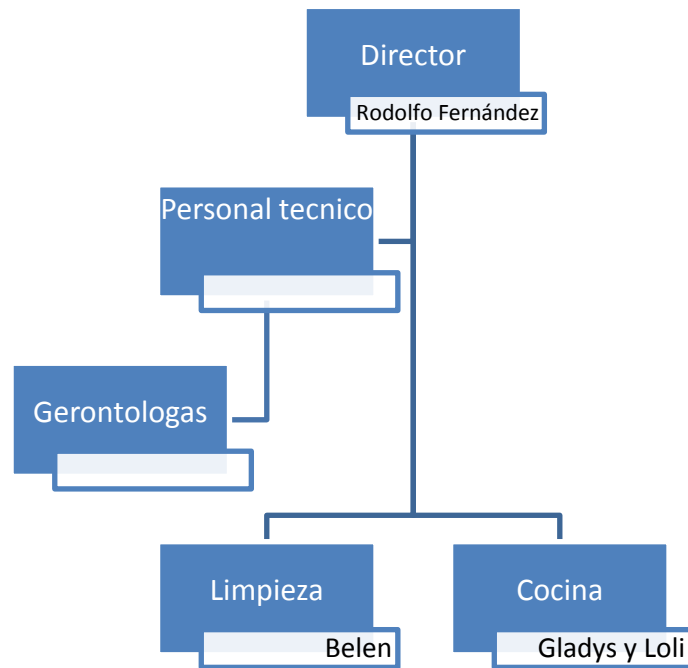 Director
Rodolfo Fernández
Personal tecnico
Gerontologas
Limpieza
Belen
Cocina
Gladys y Loli